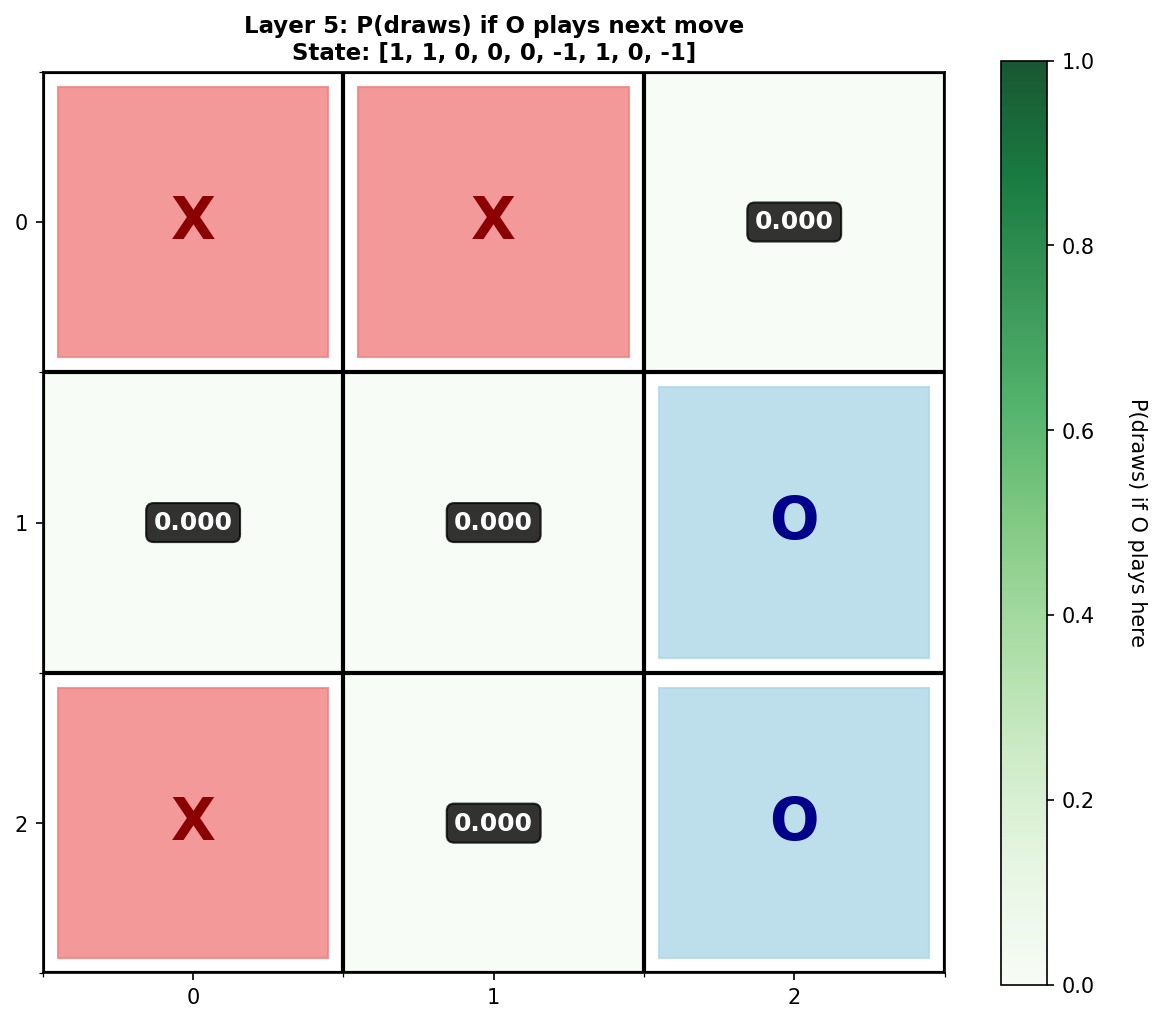 Layer 5: P(draws) if O plays next move
State: [1, 1, 0, 0, 0, -1, 1, 0, -1]
X
X
0.000
0.000
0.000
O
X
0.000
O
0
1
2
0
1
2
1.0
0.8
0.6
0.4
0.2
0.0
P(draws) if O plays here